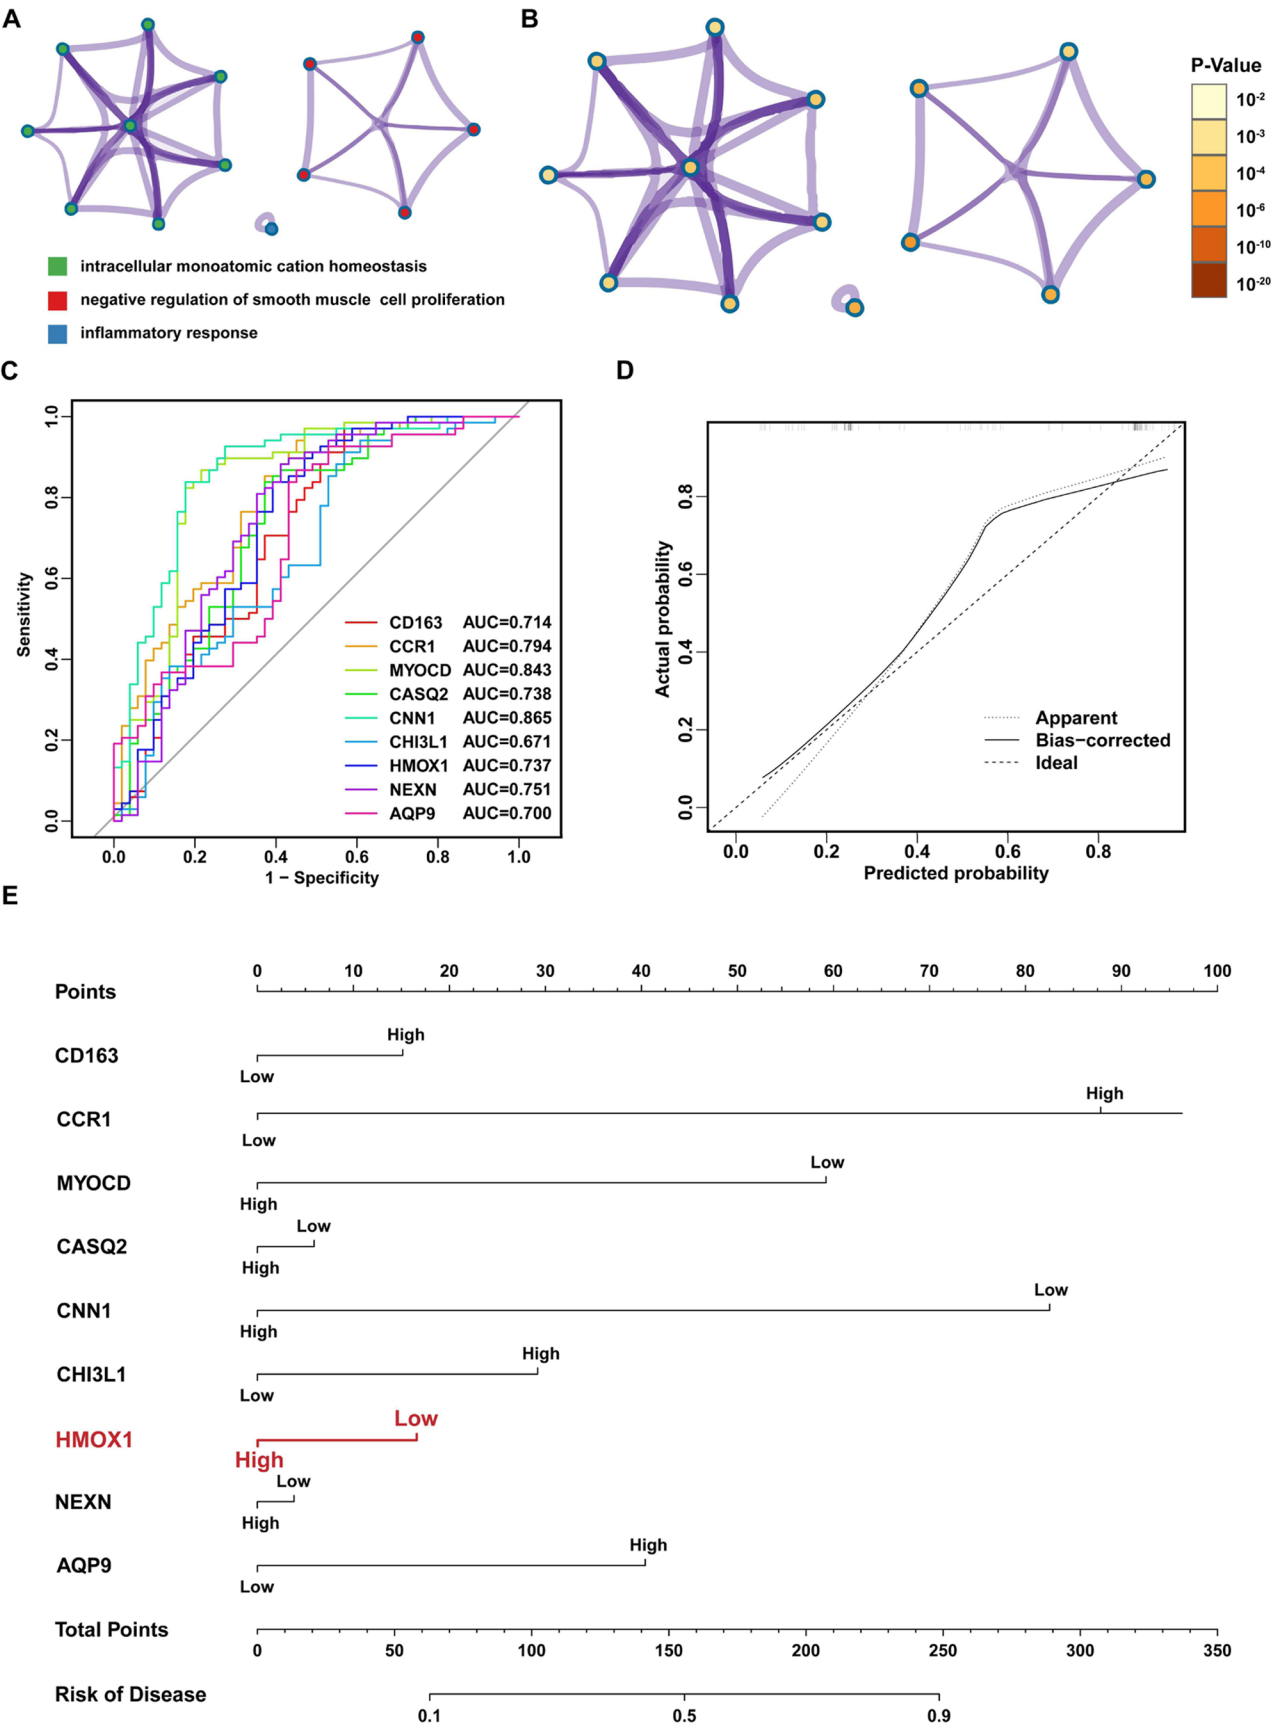 A
B
P-Value
10-2
10-3
10-4
10-6
10-10
10-20
intracellular monoatomic cation homeostasis
negative regulation of smooth muscle cell proliferation
inflammatory response
C
D
Sensitivity
0.0 0.2 0.4 0.6 0.8 1.0
CD163 AUC=0.714
CCR1 AUC=0.794
MYOCD AUC=0.843
CASQ2 AUC=0.738
CNN1 AUC=0.865
CHI3L1 AUC=0.671
HMOX1 AUC=0.737
NEXN AUC=0.751
AQP9 AUC=0.700
0.0 0.2 0.4 0.6 0.8 1.0
1 − Specificity
Actual probability
0.0 0.2 0.4 0.6 0.8
Apparent
Bias−corrected
Ideal
0.0 0.2 0.4 0.6 0.8
Predicted probability
E
0 10 20 30 40 50 60 70 80 90 100
Points
High
CD163
Low
High
CCR1
Low
Low
MYOCD
High
Low
CASQ2
High
Low
CNN1
High
High
CHI3L1
Low
Low
HMOX1
High
Low
NEXN
High
High
AQP9
Low
Total Points
0 50 100 150 200 250 300 350
Risk of Disease
0.1 0.5 0.9